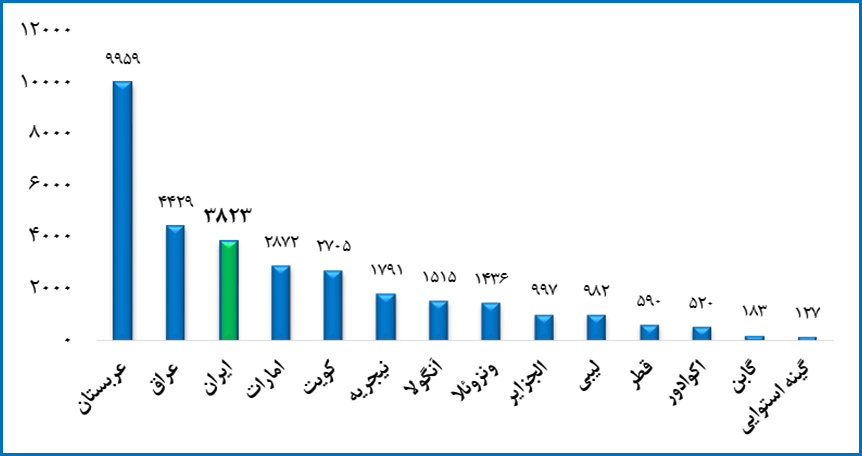 ۱۲۰۰۰
۱۰۰۰۰
۸۰۰۰
۶۰۰۰
۴۰۰۰
۲۰۰۰
۰
۹۹۵۹
۴۴۲۹
۳۸۲۳
۲۸۷۲
۲۷۰۵
۱۷۹۱
۱۵۱۵
۱۴۳۶
۹۹۷
۹۸۲
۵۹۰
۵۲۰
۱۸۳
۱۲۷
عربستان
عراق
ایران
امارات
کویت
نیجریه
آنگولا
ونزوئلا
الجزایر
لیبی
قطر
اکوادور
گابن
گینه استوایی